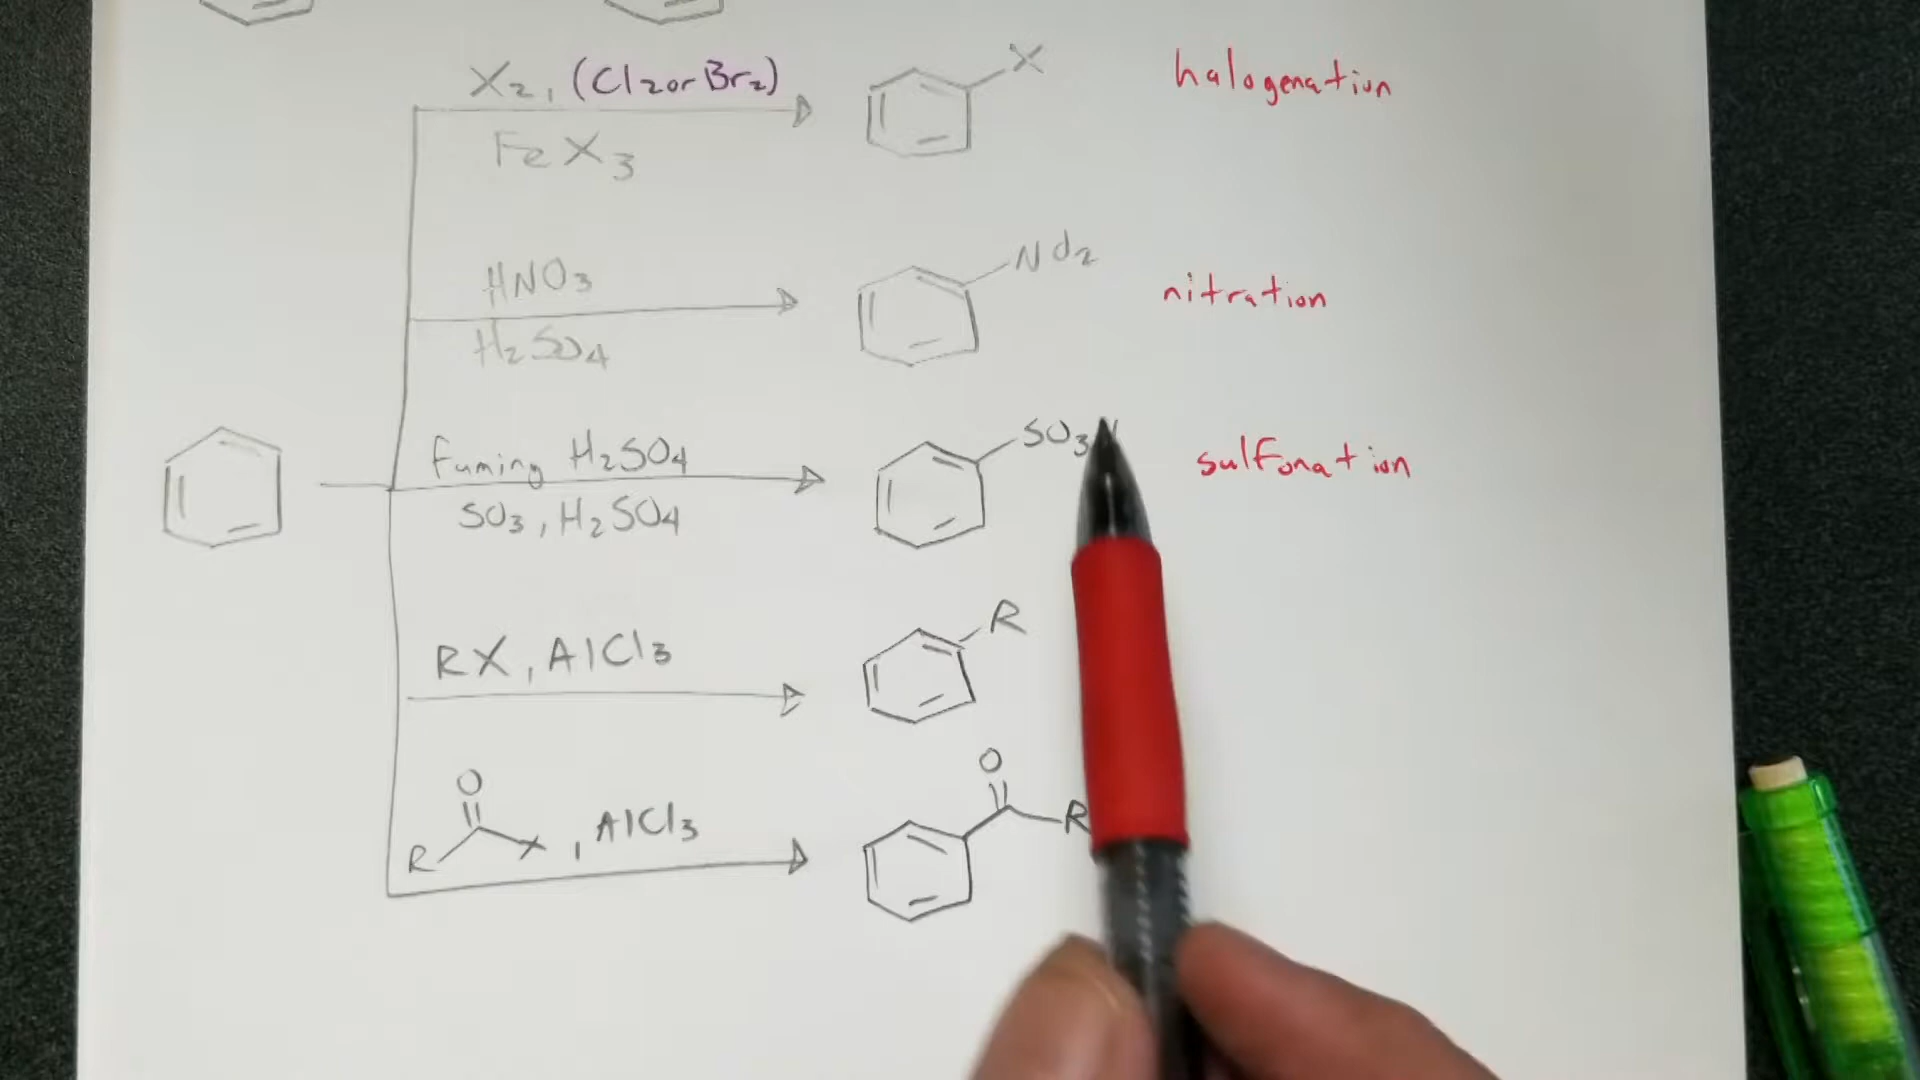 X2, (Cl2 or Br2)
FeX3
X
halogenation
HNO3
H2SO4
NO2
nitration
fuming H2SO4
SO3, H2SO4
SO3
sulfonation
RX, AlCl3
R
O
R X, AlCl3
O
R